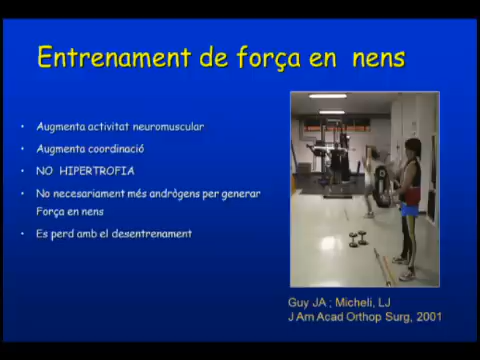 Entrenament de força en nens
• Augmenta activitat neuromuscular
• Augmenta coordinació
• NO HIPERTROFIA
• No necesariament més andrògens per generar
Força en nens
• Es perd amb el desentrenament
Guy JA ; Micheli, LJ
J Am Acad Orthop Surg, 2001